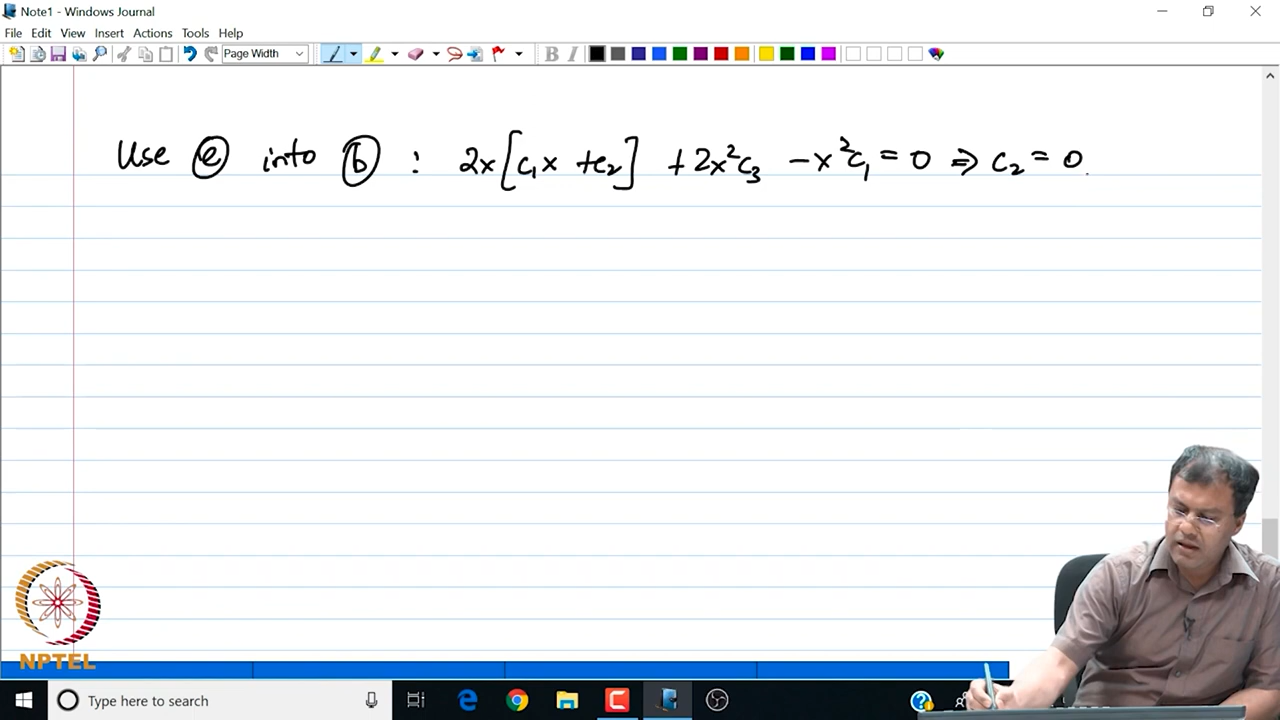 Note1 - Windows Journal
File Edit View Insert Actions Tools Help
Page Width
B I
Use ⓔ into ⓑ : 2x[c₁x + c₂] + 2x²c₃ - x²c₁ = 0 ⇒ c₂ = 0.
NPTEL
Type here to search